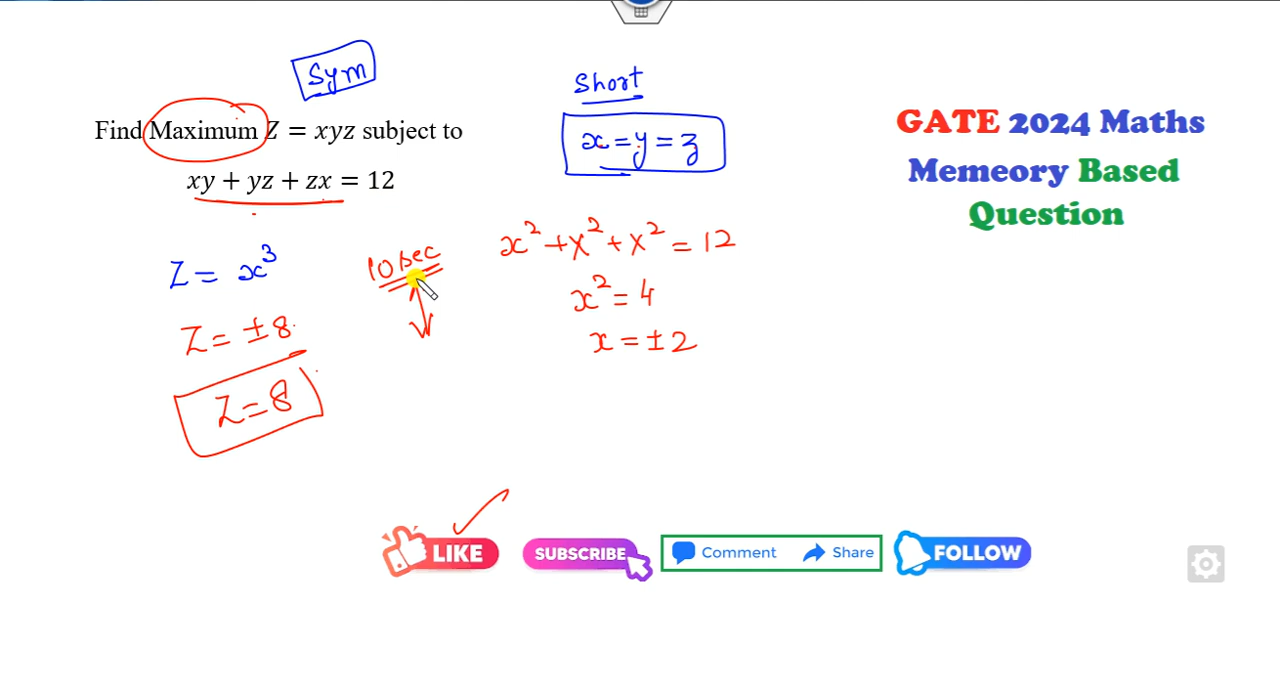 Sym
Find Maximum Z = xyz subject to
xy + yz + zx = 12
Z = x³
Z = ±8
Z = 8
10 sec
Short
x = y = z
x² + x² + x² = 12
x² = 4
x = ±2
GATE 2024 Maths
Memeory Based
Question
LIKE
SUBSCRIBE
Comment
Share
FOLLOW